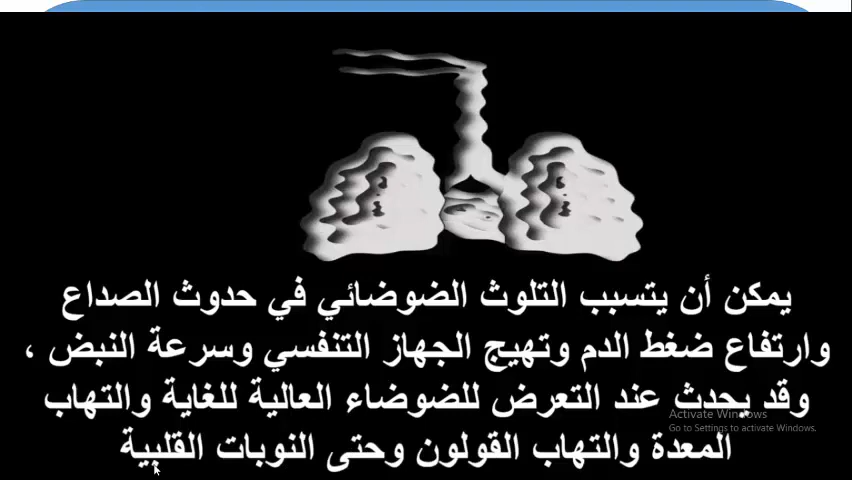 يمكن أن يتسبب التلوث الضوضائي في حدوث الصداع
وارتفاع ضغط الدم وتهيج الجهاز التنفسي وسرعة النبض ،
وقد يحدث عند التعرض للضوضاء العالية للغاية والتهاب
المعدة والتهاب القولون وحتى النوبات القلبية
Activate Windows
Go to Settings to activate Windows.